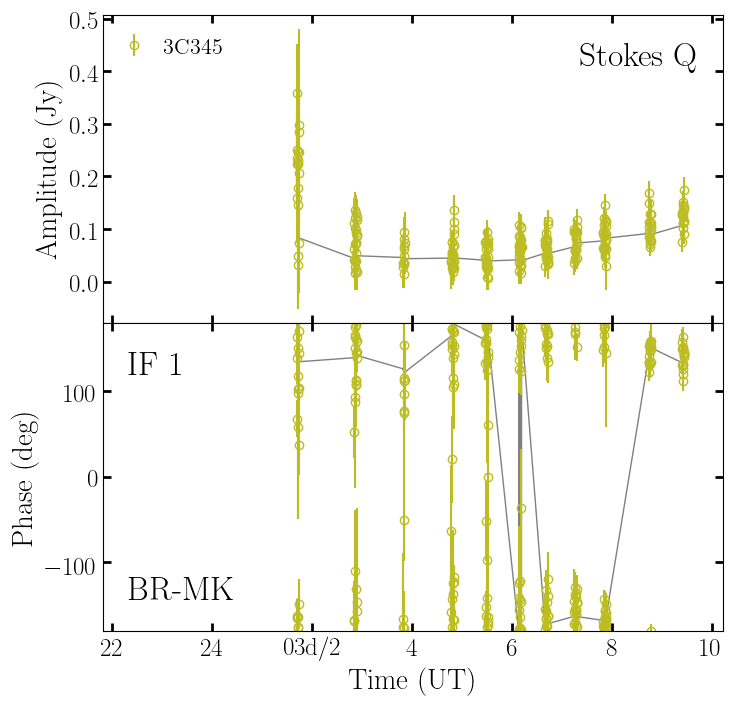 0.5
3C345
Stokes Q
0.4
0.3
0.2
0.1
0.0
Amplitude (Jy)
IF 1
100
0
−100
Phase (deg)
BR-MK
22 24 03d/2 4 6 8 10
Time (UT)